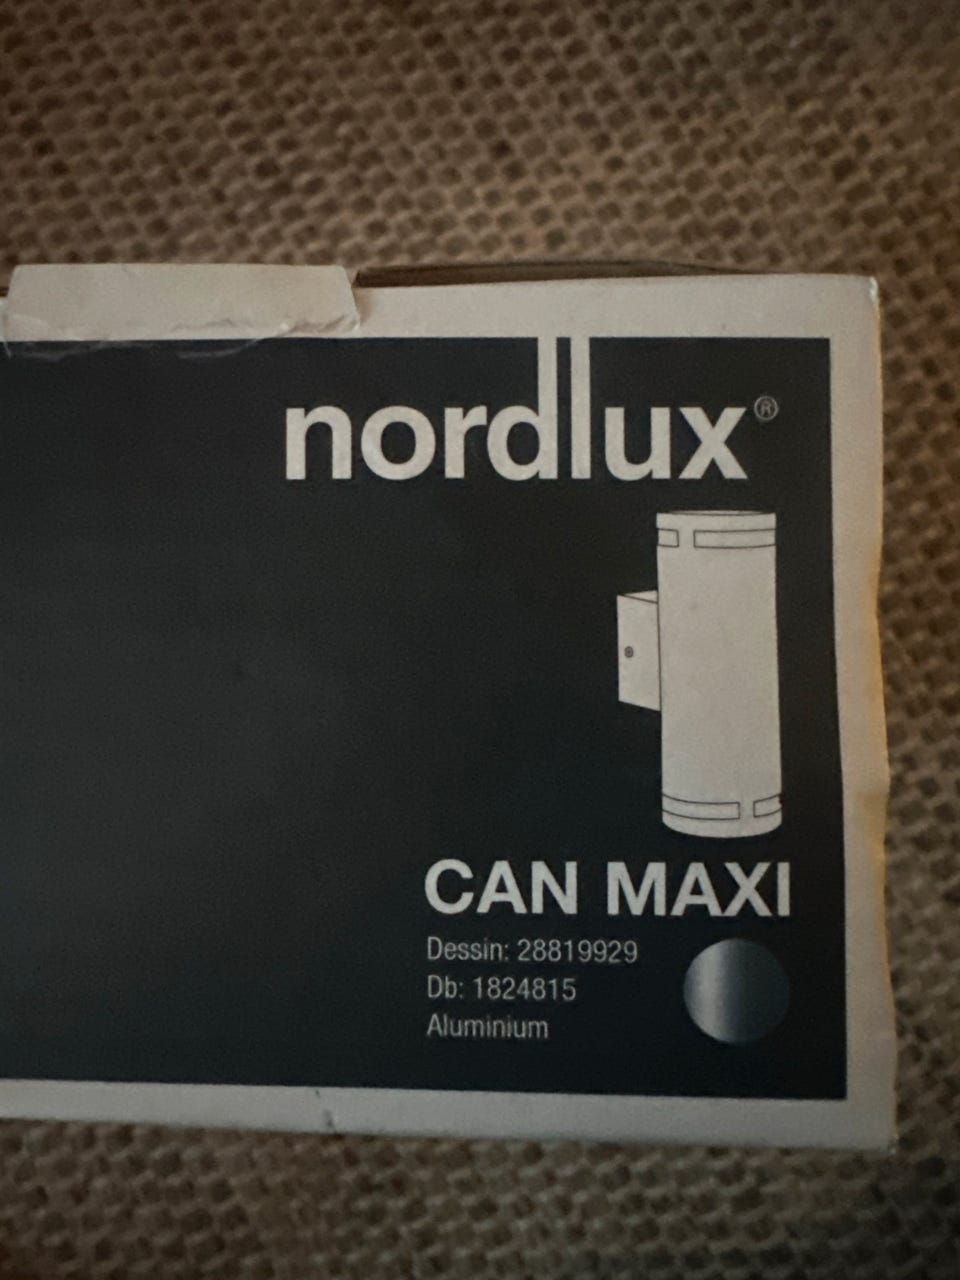 nordlux®
CAN MAXI
Dessin: 28819929
Db: 1824815
Aluminium